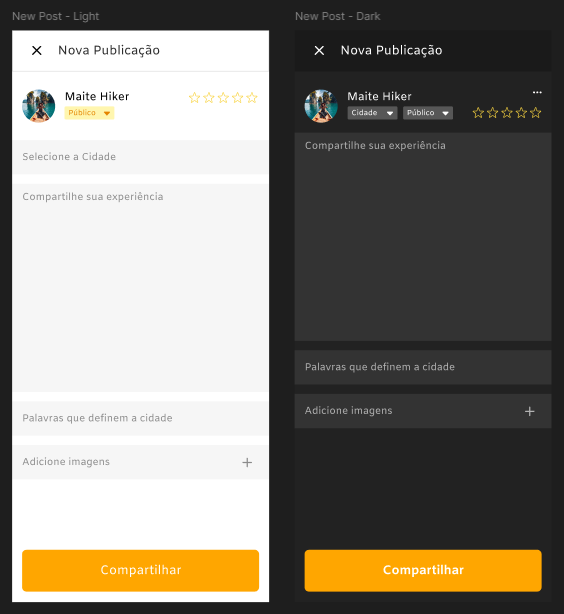 New Post - Light
Nova Publicação
Maite Hiker
Público
Selecione a Cidade
Compartilhe sua experiência
Palavras que definem a cidade
Adicione imagens
Compartilhar
New Post - Dark
Nova Publicação
Maite Hiker
Cidade Público
Compartilhe sua experiência
Palavras que definem a cidade
Adicione imagens
Compartilhar